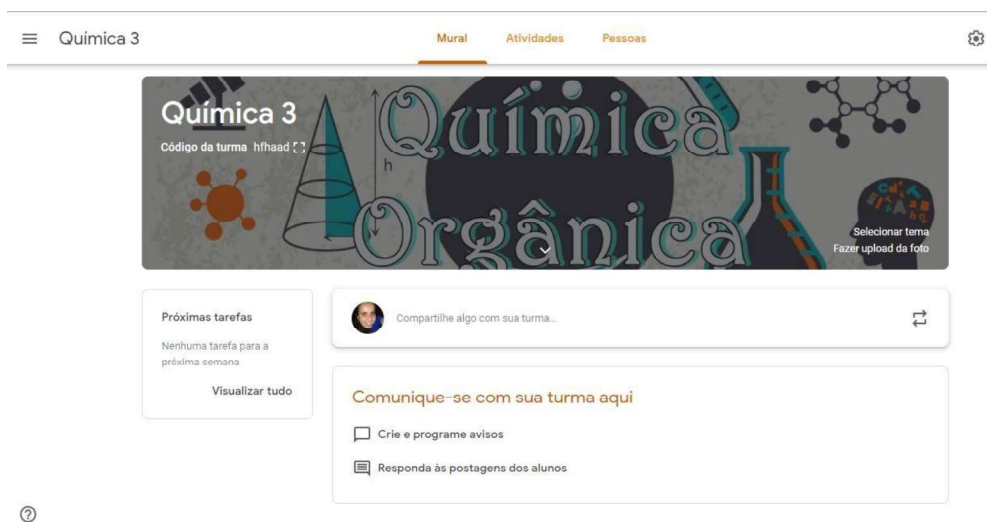 Química 3
Mural Atividades Pessoas
Química 3
Código da turma hfhaad
Química
h
Orgânica
Selecionar tema
Fazer upload da foto
Próximas tarefas
Nenhuma tarefa para a
próxima semana
Visualizar tudo
Compartilhe algo com sua turma...
Comunique-se com sua turma aqui
Crie e programe avisos
Responda às postagens dos alunos